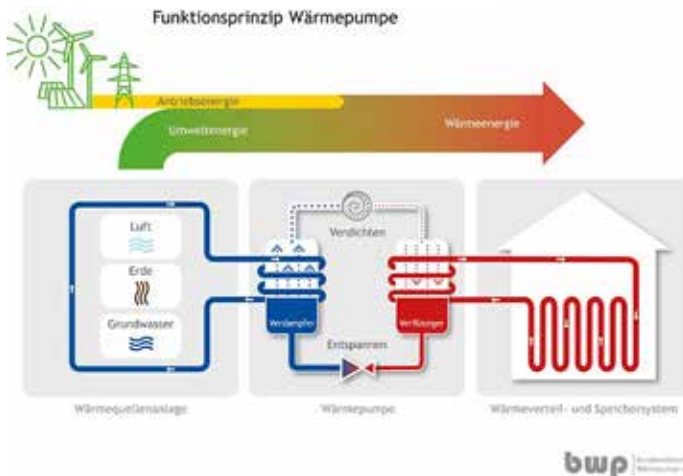 Funktionsprinzip Wärmepumpe
Antriebsenergie
Umweltenergie
Wärmeenergie
Luft
Erde
Grundwasser
Verdichten
Verdampfer
Verflüssiger
Entspannen
Wärmequellenanlage
Wärmepumpe
Wärmeverteil- und Speichersystem
bwp